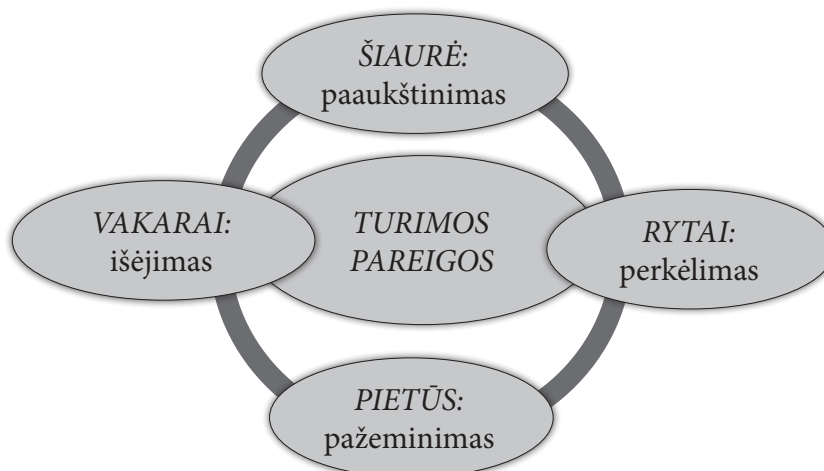 ŠIAURĖ:
paaukštinimas
VAKARAI:
išėjimas
TURIMOS
PAREIGOS
RYTAI:
perkėlimas
PIETŪS:
pažeminimas